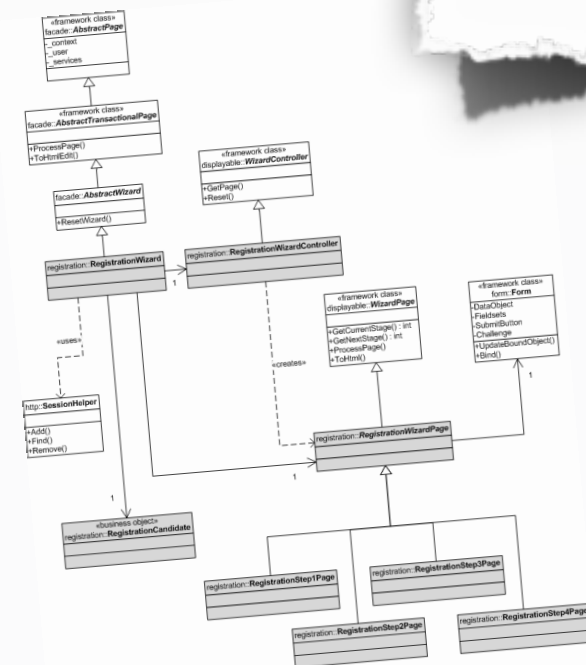 «framework class»
facade::AbstractPage
-_context
-_user
-_services
«framework class»
facade::AbstractTransactionalPage
+ProcessPage()
+ToHtmlEdit()
facade::AbstractWizard
+ResetWizard()
«framework class»
displayable::WizardController
+GetPage()
+Reset()
registration::RegistrationWizard
registration::RegistrationWizardController
1
«uses»
«creates»
«framework class»
displayable::WizardPage
+GetCurrentStage() : int
+GetNextStage() : int
+ProcessPage()
+ToHtml()
«framework class»
form::Form
-DataObject
-Fieldsets
-SubmitButton
-Challenge
+UpdateBoundObject()
+Bind()
1
http::SessionHelper
+Add()
+Find()
+Remove()
registration::RegistrationWizardPage
1
1
«business object»
registration::RegistrationCandidate
registration::RegistrationStep1Page
registration::RegistrationStep3Page
registration::RegistrationStep2Page
registration::RegistrationStep4Page